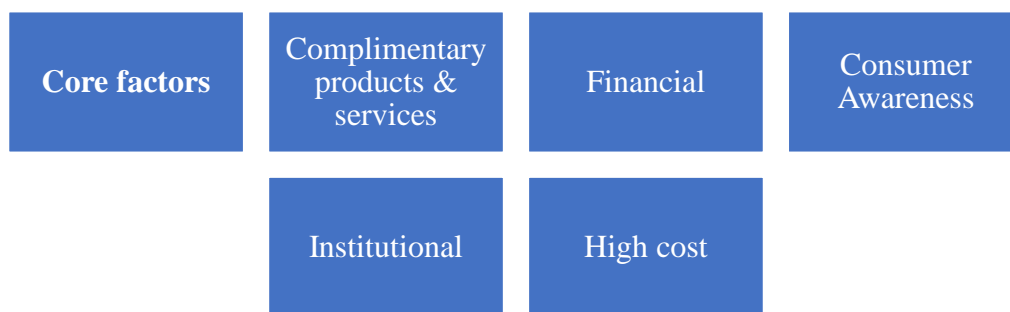 Core factors
Complimentary
products &
services
Financial
Consumer
Awareness
Institutional
High cost